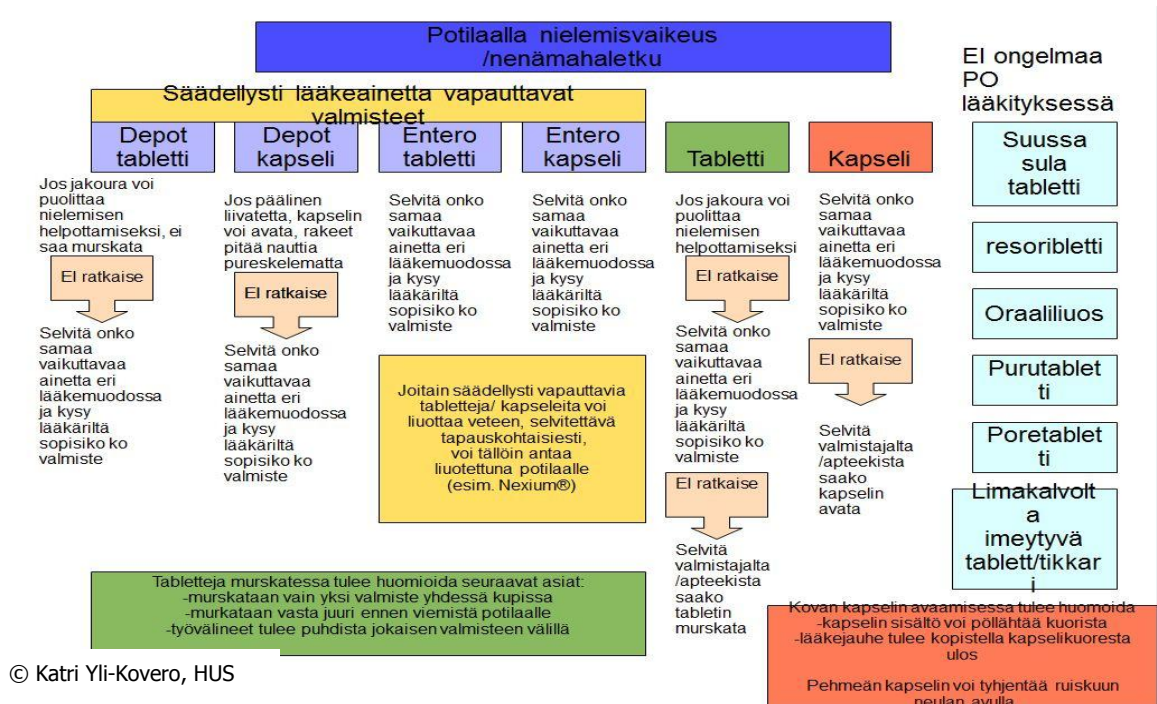 Potilaalla nielemisvaikeus
/nenämahaletku
Säädellysti lääkeainetta vapauttavat
valmisteet
Depot
tabletti
Jos jakoura voi
puolittaa
nielemisen
helpottamiseksi, ei
saa murskata
EI ratkaise
Selvitä onko
samaa
vaikuttavaa
ainetta eri
lääkemuodossa
ja kysy
lääkäriltä
sopisiko ko
valmiste
Depot
kapseli
Jos päälinen
liivatetta, kapselin
voi avata, rakeet
pitää nauttia
pureskelematta
EI ratkaise
Selvitä onko
samaa
vaikuttavaa
ainetta eri
lääkemuodossa
ja kysy
lääkäriltä
sopisiko ko
valmiste
Entero
tabletti
Selvitä onko
samaa
vaikuttavaa
ainetta eri
lääkemuodossa
ja kysy
lääkäriltä
sopisiko ko
valmiste
Entero
kapseli
Selvitä onko
samaa
vaikuttavaa
ainetta eri
lääkemuodossa
ja kysy
lääkäriltä
sopisiko ko
valmiste
Joitain säädellysti vapauttavia
tabletteja/ kapseleita voi
liuottaa veteen, selvitettävä
tapauskohtaisiesti,
voi tällöin antaa
liuotettuna potilaalle
(esim. Nexium®)
Tabletti
Jos jakoura voi
puolittaa
nielemisen
helpottamiseksi
EI ratkaise
Selvitä onko
samaa
vaikuttavaa
ainetta eri
lääkemuodossa
ja kysy
lääkäriltä
sopisiko ko
valmiste
EI ratkaise
Selvitä
valmistajalta
/apteekista
saako
tabletin
murskata
Kapseli
Selvitä onko
samaa
vaikuttavaa
ainetta eri
lääkemuodossa
ja kysy
lääkäriltä
sopisiko ko
valmiste
EI ratkaise
Selvitä
valmistajalta
/apteekista
saako
kapselin
avata
EI ongelmaa
PO
lääkityksessä
Suussa
sula
tabletti
resoribletti
Oraaliliuos
Purutablet
ti
Poretablet
ti
Limakalvolt
a
imeytyvä
tablett/tikkar
i
Tabletteja murskatessa tulee huomioida seuraavat asiat:
-murskataan vain yksi valmiste yhdessä kupissa
-murkataan vasta juuri ennen viemistä potilaalle
-työvälineet tulee puhdista jokaisen valmisteen välillä
Kovan kapselin avaamisessa tulee huomoida
-kapselin sisältö voi pöllähtää kuorista
-lääkejauhe tulee kopistella kapselikuoresta
ulos
Pehmeän kapselin voi tyhjentää ruiskuun
neulan avulla
© Katri Yli-Kovero, HUS